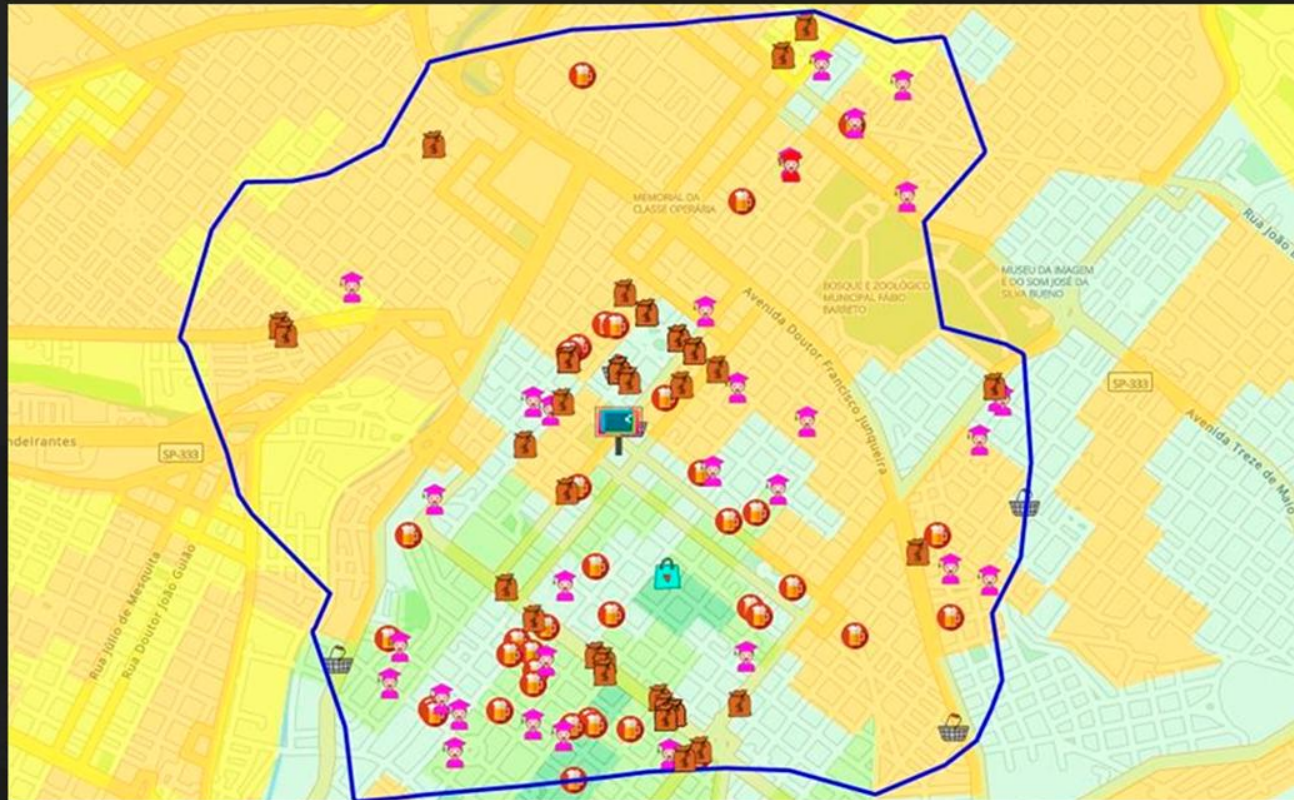 MEMORIAL DA
CLASSE OPERÁRIA
BOSQUE E ZOOLÓGICO
MUNICIPAL FÁBIO
BARRETO
MUSEU DA IMAGEM
E DO SOM JOSÉ DA
SILVA BUENO
Rua João
Avenida Doutor Francisco Junqueira
SP-333
Avenida Treze de Maio
ndeirantes
SP-333
Rua Júlio de Mesquita
Rua Doutor João Guião